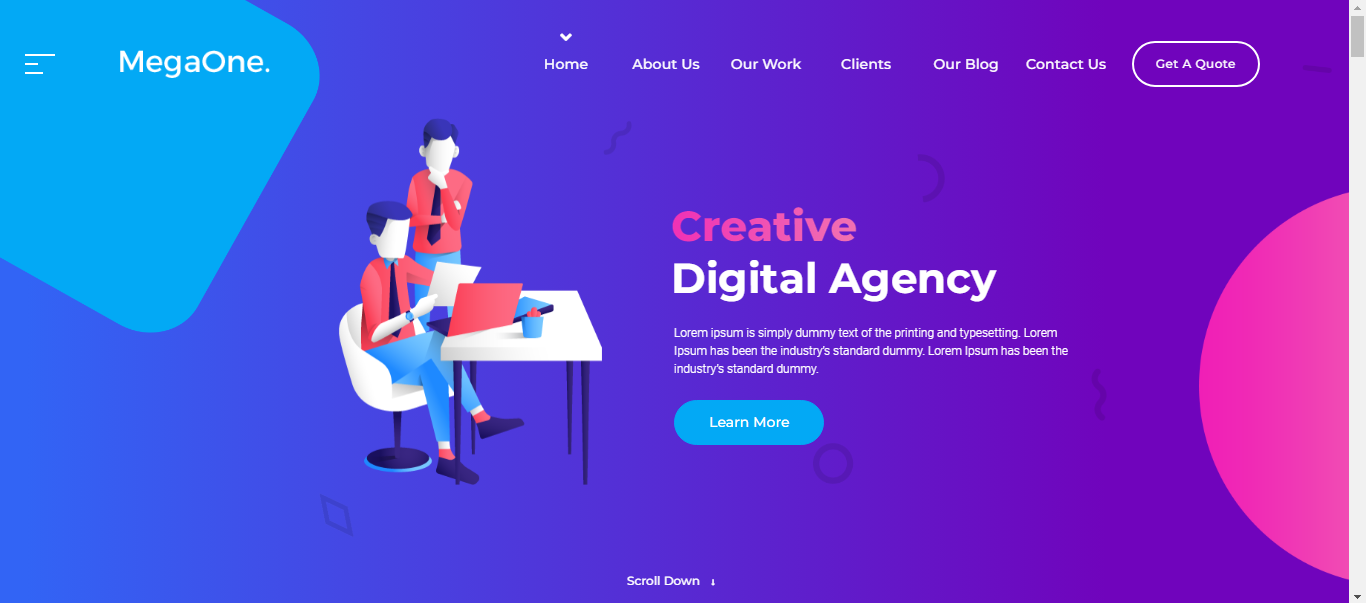 MegaOne.
Home
About Us
Our Work
Clients
Our Blog
Contact Us
Get A Quote
Creative
Digital Agency
Lorem ipsum is simply dummy text of the printing and typesetting. Lorem
Ipsum has been the industry's standard dummy. Lorem Ipsum has been the
industry's standard dummy.
Learn More
Scroll Down